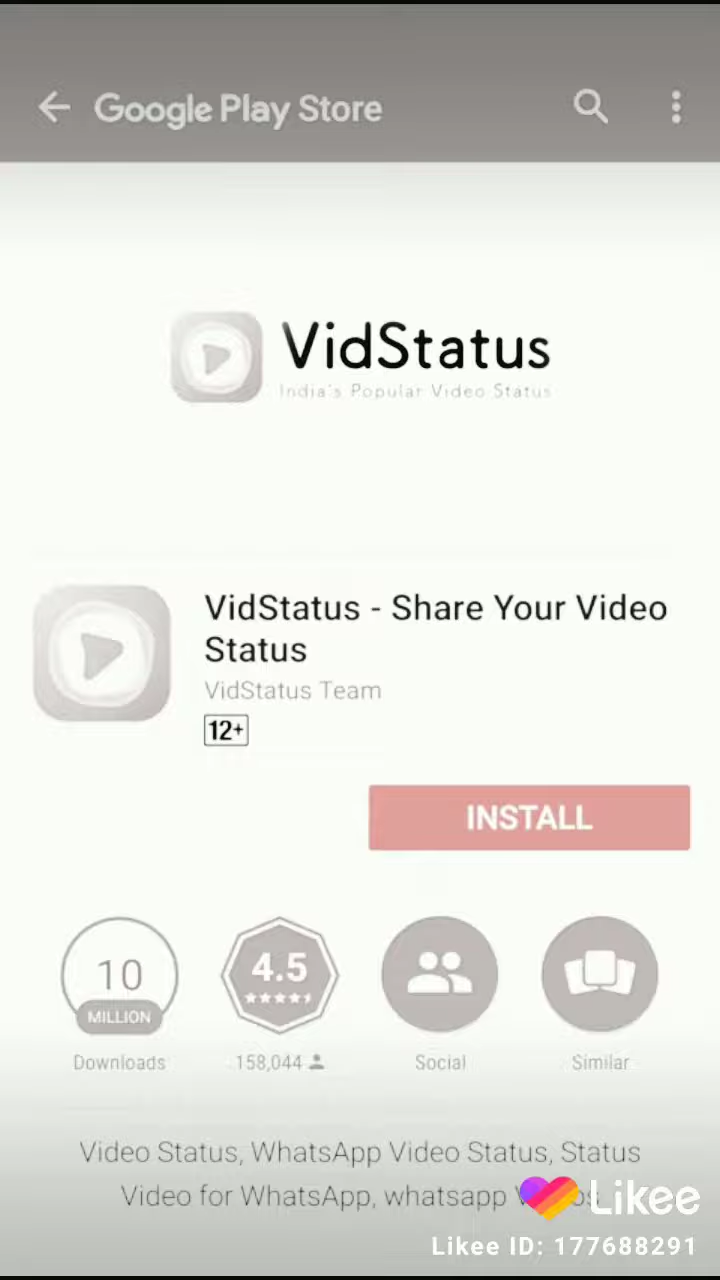 Google Play Store
VidStatus
India's Popular Video Status
VidStatus - Share Your Video
Status
VidStatus Team
12+
INSTALL
10
MILLION
Downloads
4.5
158,044
Social
Similar
Video Status, WhatsApp Video Status, Status
Video for WhatsApp, whatsapp
Likee
Likee ID: 177688291